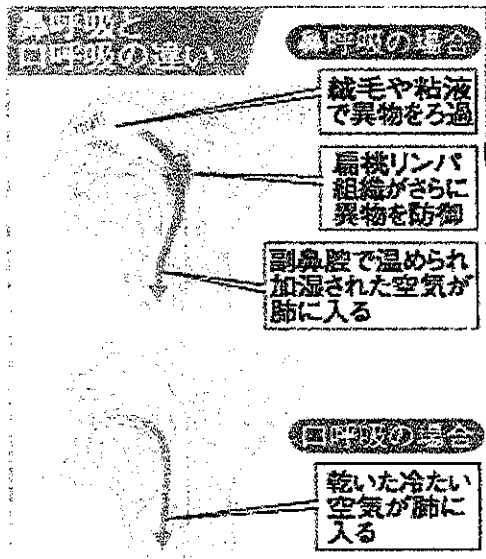 鼻呼吸と
口呼吸の違い
鼻呼吸の場合
絨毛や粘液
で異物をろ過
扁桃リンパ
組織がさらに
異物を防御
副鼻腔で温められ
加湿された空気が
肺に入る
口呼吸の場合
乾いた冷たい
空気が肺に
入る